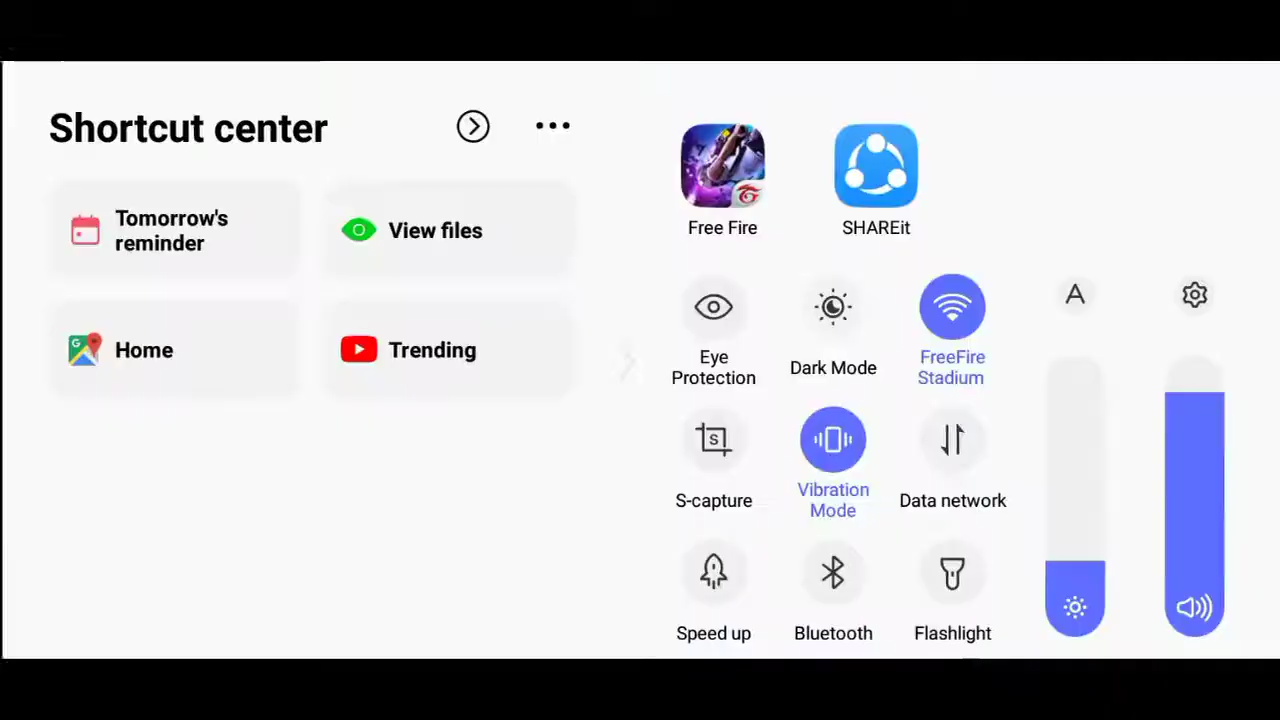 Shortcut center
Tomorrow's
reminder
View files
Home
Trending
Free Fire
SHAREit
Eye
Protection
Dark Mode
FreeFire
Stadium
A
S-capture
Vibration
Mode
Data network
Speed up
Bluetooth
Flashlight